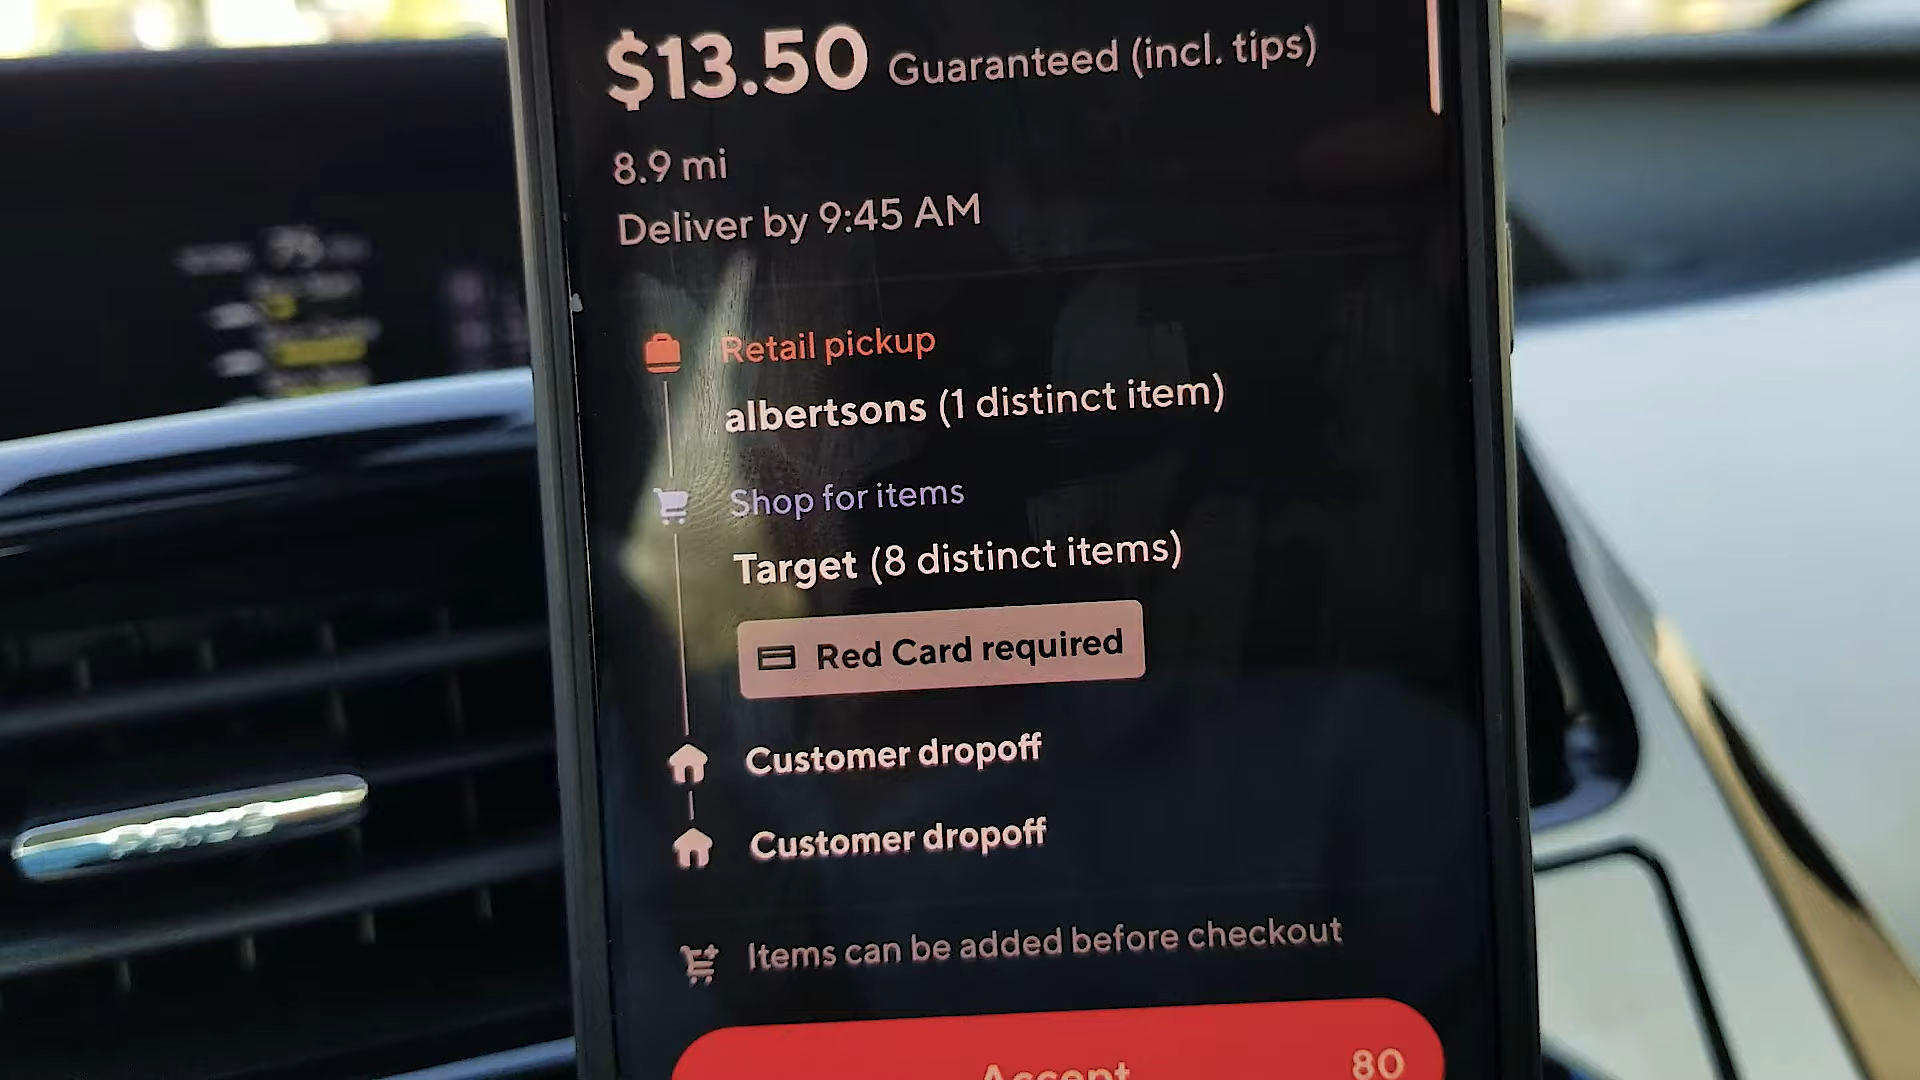 $13.50 Guaranteed (incl. tips)
8.9 mi
Deliver by 9:45 AM
Retail pickup
albertsons (1 distinct item)
Shop for items
Target (8 distinct items)
Red Card required
Customer dropoff
Customer dropoff
Items can be added before checkout
Accept 80